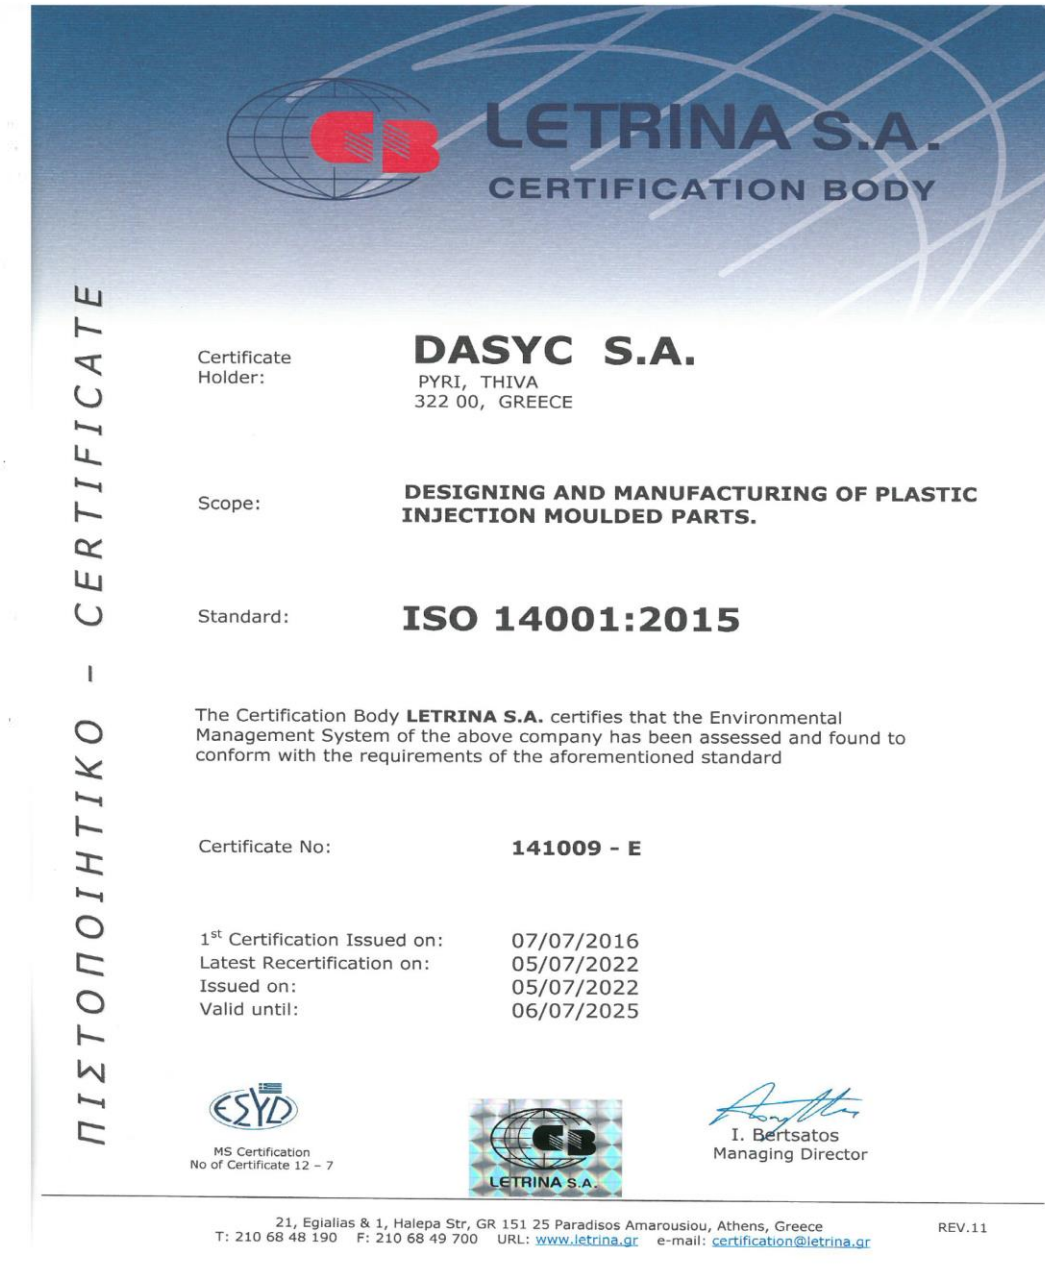 CB
LETRINA S.A.
CERTIFICATION BODY
ΠΙΣΤΟΠΟΙΗΤΙΚΟ - CERTIFICATE
Certificate Holder:
DASYC S.A.
PYRI, THIVA
322 00, GREECE
Scope:
DESIGNING AND MANUFACTURING OF PLASTIC
INJECTION MOULDED PARTS.
Standard: ISO 14001:2015
The Certification Body LETRINA S.A. certifies that the Environmental
Management System of the above company has been assessed and found to
conform with the requirements of the aforementioned standard
Certificate No: 141009 - E
1st Certification Issued on: 07/07/2016
Latest Recertification on: 05/07/2022
Issued on: 05/07/2022
Valid until: 06/07/2025
ESYD
MS Certification
No of Certificate 12 – 7
CB
LETRINA S.A.
I. Bertsatos
Managing Director
21, Egialias & 1, Halepa Str, GR 151 25 Paradisos Amarousiou, Athens, Greece
T: 210 68 48 190 F: 210 68 49 700 URL: www.letrina.gr e-mail: certification@letrina.gr
REV.11